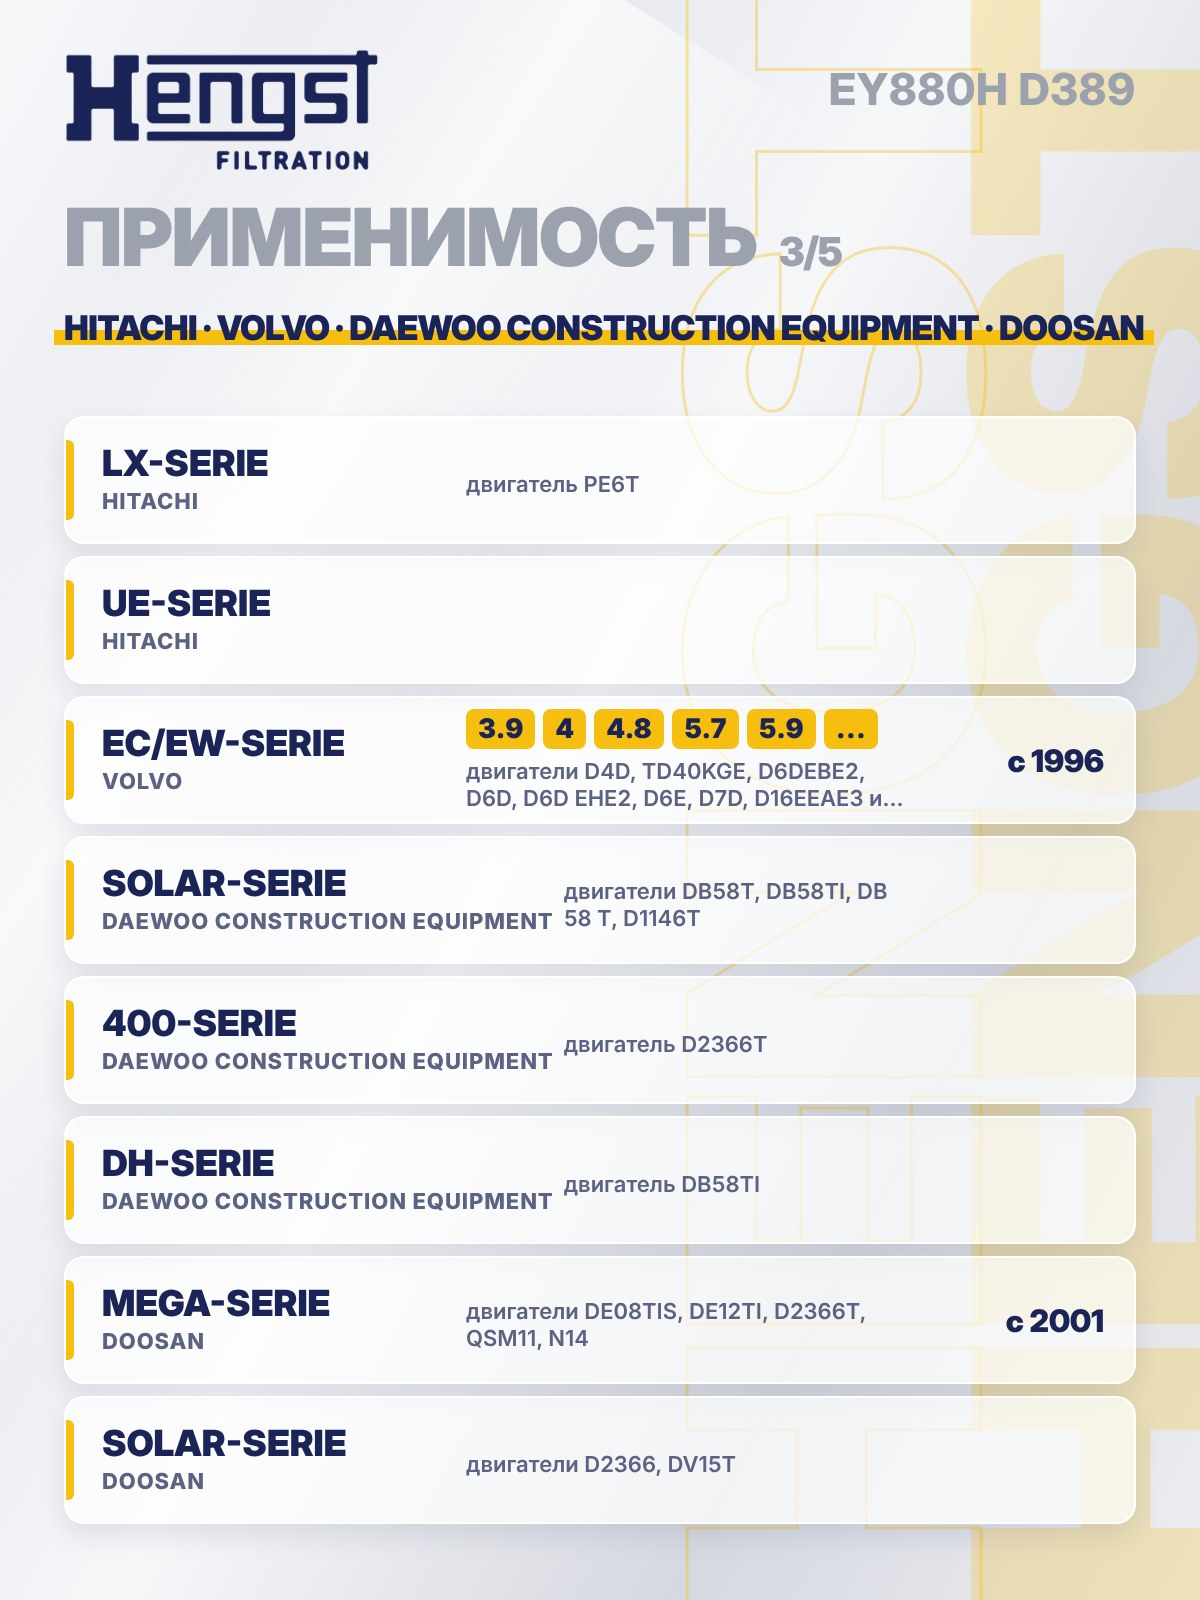 Hengst
FILTRATION
EY880H D389
ПРИМЕНИМОСТЬ 3/5
HITACHI · VOLVO · DAEWOO CONSTRUCTION EQUIPMENT · DOOSAN
LX-SERIE
HITACHI
двигатель PE6T
UE-SERIE
HITACHI
EC/EW-SERIE
VOLVO
3.9 4 4.8 5.7 5.9 ...
двигатели D4D, TD40KGE, D6DEBE2,
D6D, D6D EHE2, D6E, D7D, D16EEAE3 и...
с 1996
SOLAR-SERIE
DAEWOO CONSTRUCTION EQUIPMENT
двигатели DB58T, DB58TI, DB
58 T, D1146T
400-SERIE
DAEWOO CONSTRUCTION EQUIPMENT
двигатель D2366T
DH-SERIE
DAEWOO CONSTRUCTION EQUIPMENT
двигатель DB58TI
MEGA-SERIE
DOOSAN
двигатели DE08TIS, DE12TI, D2366T,
QSM11, N14
с 2001
SOLAR-SERIE
DOOSAN
двигатели D2366, DV15T
HENGST
HENGST